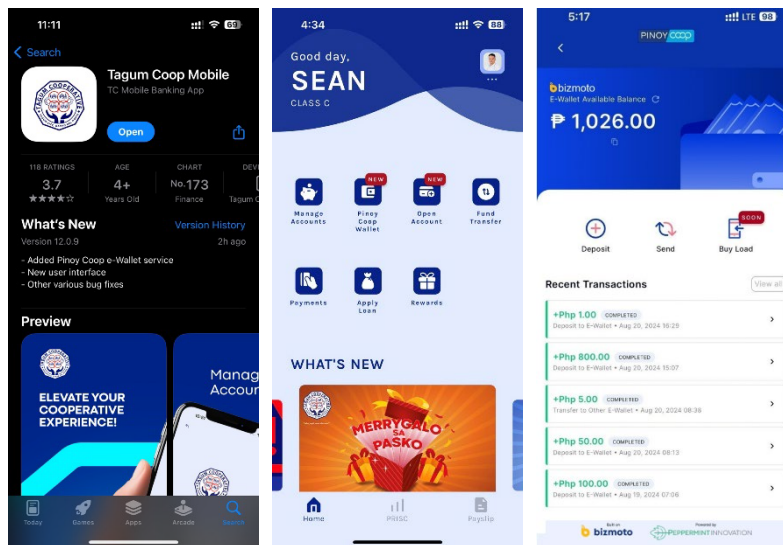 11:11
69
Search
Tagum Coop Mobile
TC Mobile Banking App
Open
118 RATINGS
AGE
CHART
3.7
4+
No.173
Years Old
Finance
What's New
Version History
Version 12.0.9
2h ago
- Added Pinoy Coop e-Wallet service
- New user interface
- Other various bug fixes
Preview
ELEVATE YOUR
COOPERATIVE
EXPERIENCE!
Today
Games
Apps
Arcade
Search
4:34
88
Good day,
SEAN
CLASS C
NEW
NEW
Manage
Accounts
Pinoy
Coop
Wallet
Open
Account
Fund
Transfer
Payments
Apply
Loan
Rewards
WHAT'S NEW
MERRYGALO
SA
PASKO
Home
PRISC
Payslip
5:17
LTE 98
PINOY COOP
bizmoto
E-Wallet Available Balance
₱ 1,026.00
SOON
Deposit
Send
Buy Load
Recent Transactions
View all
+Php 1.00 COMPLETED
Deposit to E-Wallet • Aug 20, 2024 16:29
+Php 800.00 COMPLETED
Deposit to E-Wallet • Aug 20, 2024 15:07
+Php 5.00 COMPLETED
Transfer to Other E-Wallet • Aug 20, 2024 08:36
+Php 50.00 COMPLETED
Deposit to E-Wallet • Aug 20, 2024 08:13
+Php 100.00 COMPLETED
Deposit to E-Wallet • Aug 19, 2024 07:06
Built on
bizmoto
Powered by
PEPPERMINT INNOVATION